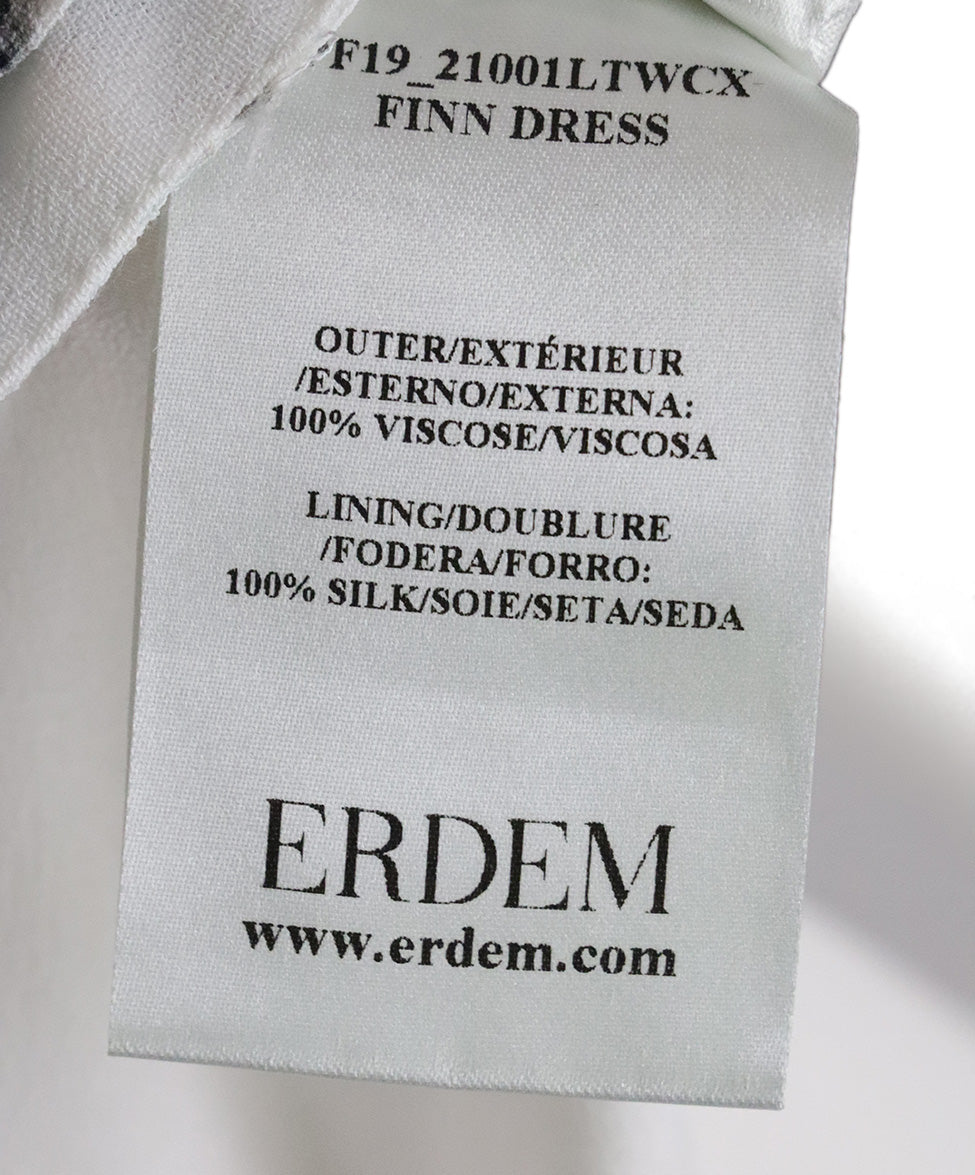 F19_21001LTWCX
FINN DRESS
OUTER/EXTÉRIEUR
/ESTERNO/EXTERNA:
100% VISCOSE/VISCOSA
LINING/DOUBLURE
/FODERA/FORRO:
100% SILK/SOIE/SETA/SEDA
ERDEM
www.erdem.com